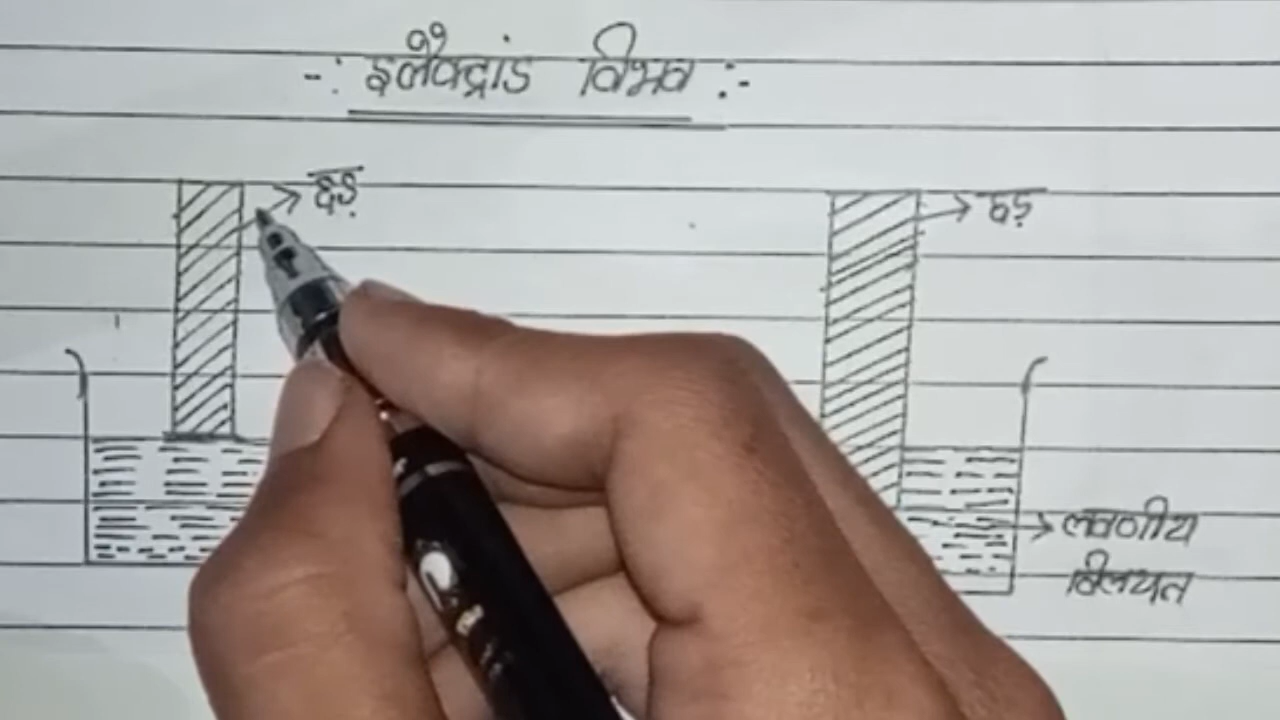 -: इलैक्ट्रांड विभव :-
छड़
छड़
लवणीय
विलयन